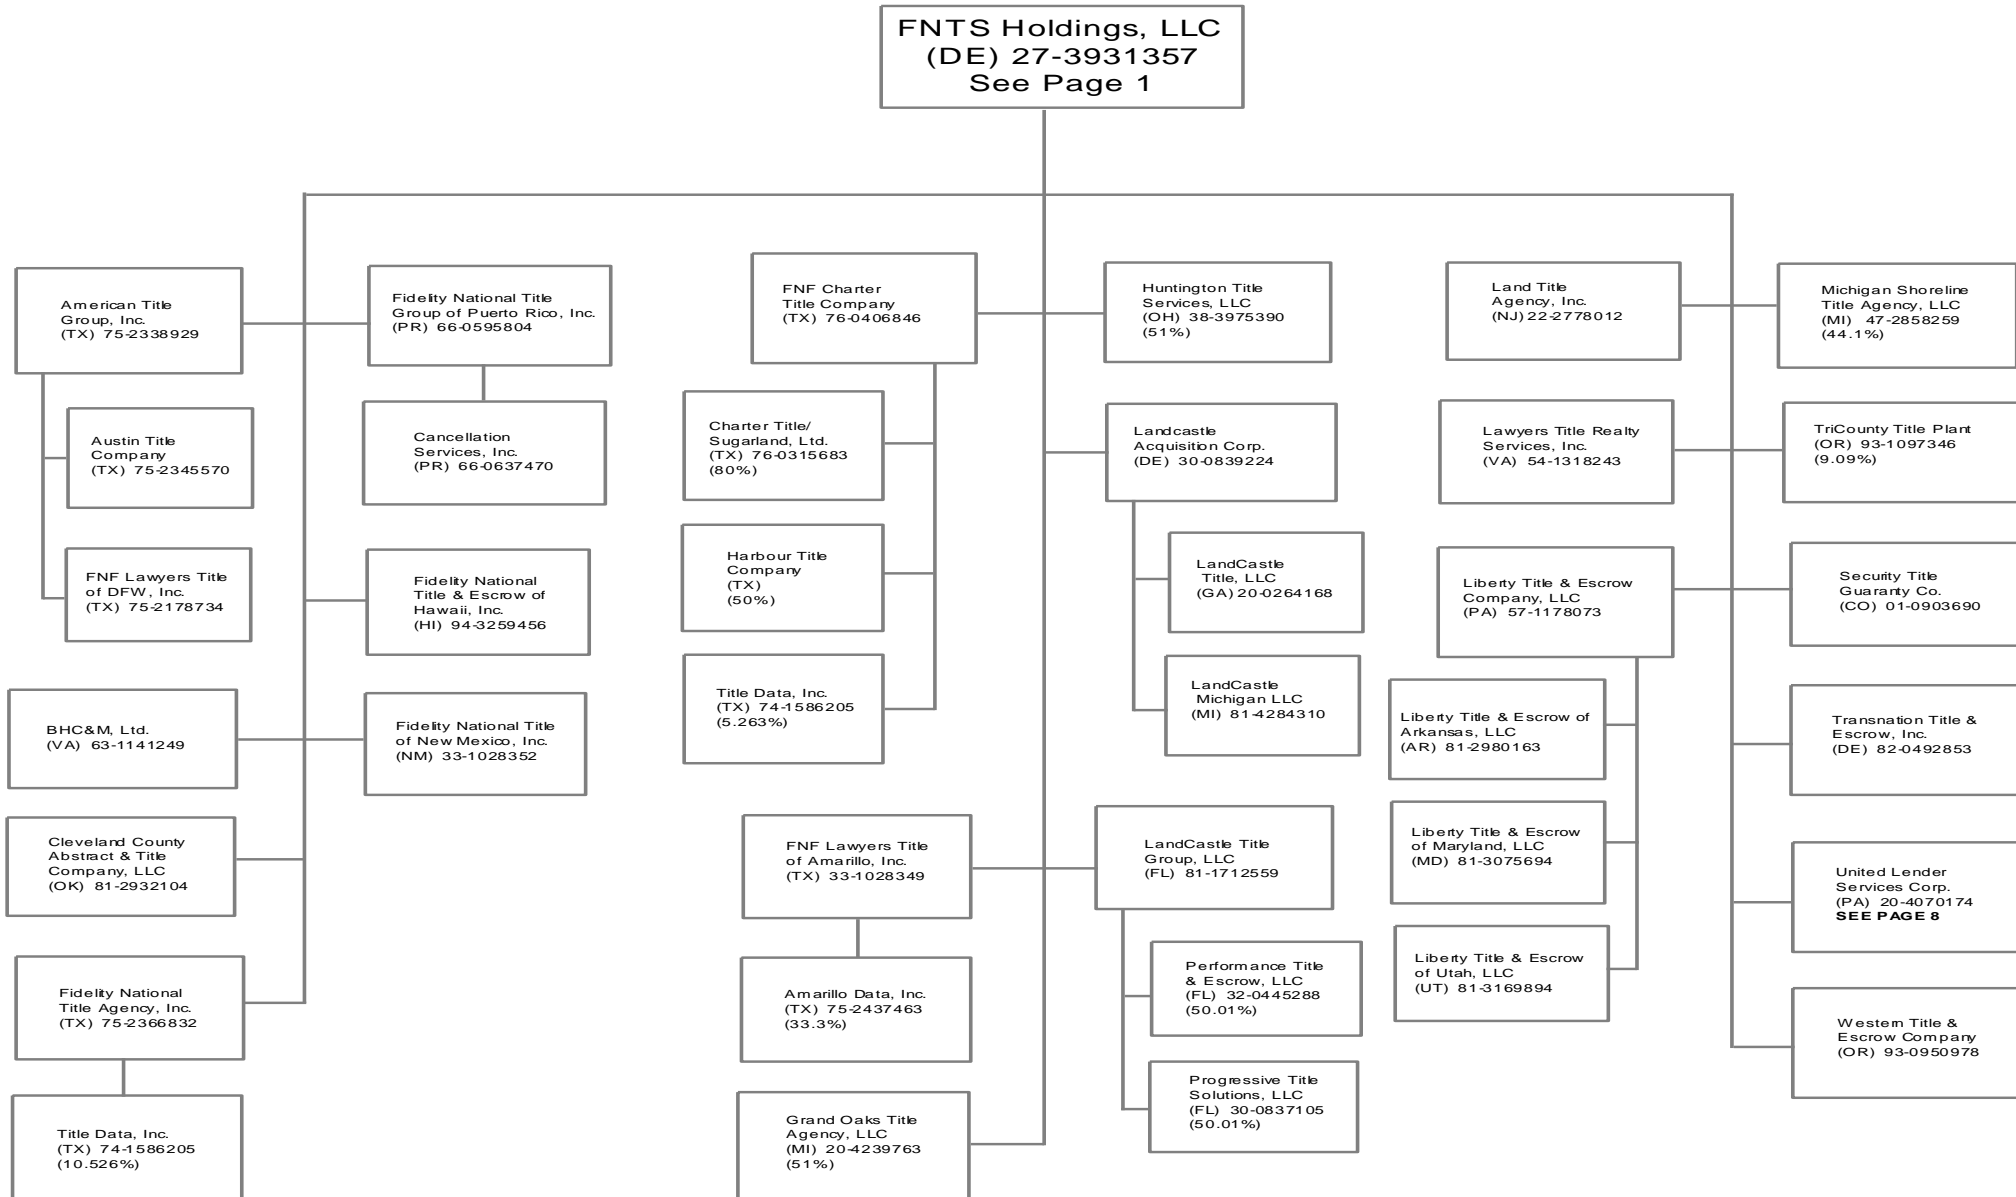 FNTS Holdings, LLC
(DE) 27-3931357
See Page 1
American Title
Group, Inc.
(TX) 75-2338929
Austin Title
Company
(TX) 75-2345570
FNF Lawyers Title
of DFW, Inc.
(TX) 75-2178734
BHC&M, Ltd.
(VA) 63-1141249
Cleveland County
Abstract & Title
Company, LLC
(OK) 81-2932104
Fidelity National
Title Agency, Inc.
(TX) 75-2366832
Title Data, Inc.
(TX) 74-1586205
(10.526%)
Fidelity National Title
Group of Puerto Rico, Inc.
(PR) 66-0595804
Cancellation
Services, Inc.
(PR) 66-0637470
Fidelity National
Title & Escrow of
Hawaii, Inc.
(HI) 94-3259456
Fidelity National Title
of New Mexico, Inc.
(NM) 33-1028352
FNF Charter
Title Company
(TX) 76-0406846
Charter Title/
Sugarland, Ltd.
(TX) 76-0315683
(80%)
Harbour Title
Company
(TX)
(50%)
Title Data, Inc.
(TX) 74-1586205
(5.263%)
FNF Lawyers Title
of Amarillo, Inc.
(TX) 33-1028349
Amarillo Data, Inc.
(TX) 75-2437463
(33.3%)
Grand Oaks Title
Agency, LLC
(MI) 20-4239763
(51%)
Huntington Title
Services, LLC
(OH) 38-3975390
(51%)
Landcastle
Acquisition Corp.
(DE) 30-0839224
LandCastle
Title, LLC
(GA) 20-0264168
LandCastle
Michigan LLC
(MI) 81-4284310
LandCastle Title
Group, LLC
(FL) 81-1712559
Performance Title
& Escrow, LLC
(FL) 32-0445288
(50.01%)
Progressive Title
Solutions, LLC
(FL) 30-0837105
(50.01%)
Land Title
Agency, Inc.
(NJ) 22-2778012
Lawyers Title Realty
Services, Inc.
(VA) 54-1318243
Liberty Title & Escrow
Company, LLC
(PA) 57-1178073
Liberty Title & Escrow of
Arkansas, LLC
(AR) 81-2980163
Liberty Title & Escrow
of Maryland, LLC
(MD) 81-3075694
Liberty Title & Escrow
of Utah, LLC
(UT) 81-3169894
Michigan Shoreline
Title Agency, LLC
(MI) 47-2858259
(44.1%)
TriCounty Title Plant
(OR) 93-1097346
(9.09%)
Security Title
Guaranty Co.
(CO) 01-0903690
Transnation Title &
Escrow, Inc.
(DE) 82-0492853
United Lender
Services Corp.
(PA) 20-4070174
SEE PAGE 8
Western Title &
Escrow Company
(OR) 93-0950978